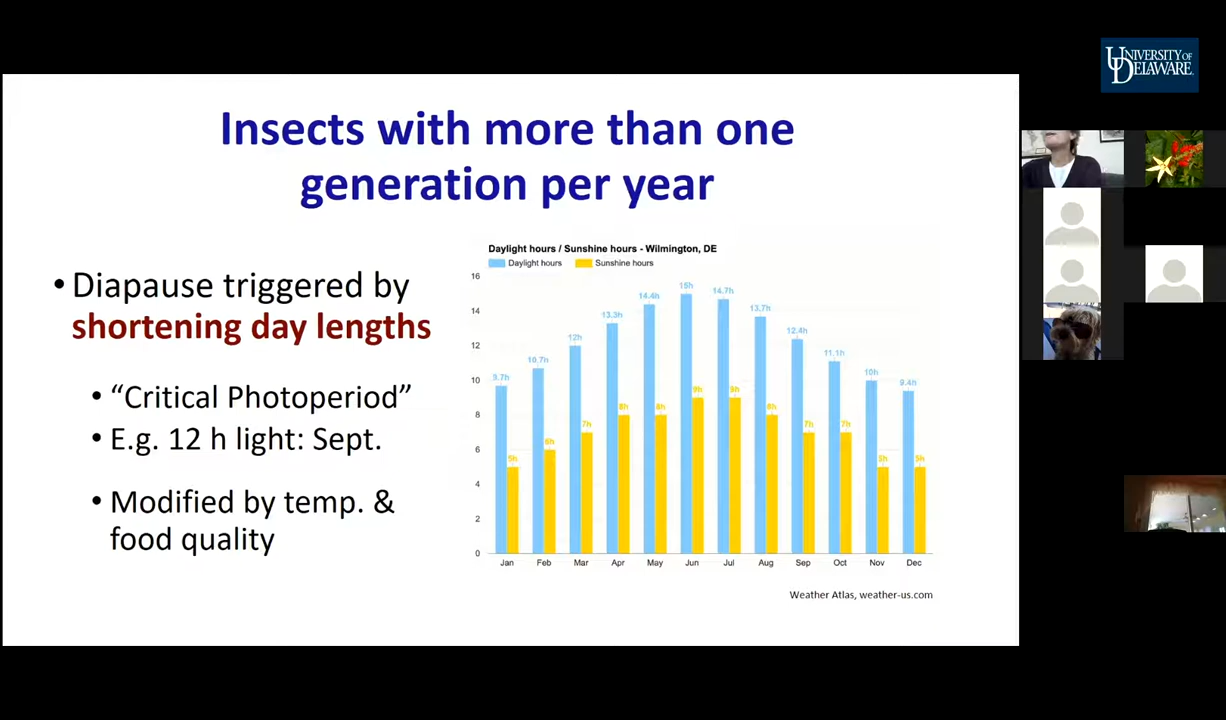 UNIVERSITY OF
DELAWARE
Insects with more than one
generation per year
• Diapause triggered by
shortening day lengths
• “Critical Photoperiod”
• E.g. 12 h light: Sept.
• Modified by temp. &
food quality
Daylight hours / Sunshine hours - Wilmington, DE
Daylight hours Sunshine hours
16
14
12
10
8
6
4
2
0
9.7h 10.7h 12h 13.3h 14.4h 15h 14.7h 13.7h 12.4h 11.1h 10h 9.4h
5h 6h 7h 8h 8h 9h 9h 8h 7h 7h 5h 5h
Jan Feb Mar Apr May Jun Jul Aug Sep Oct Nov Dec
Weather Atlas, weather-us.com